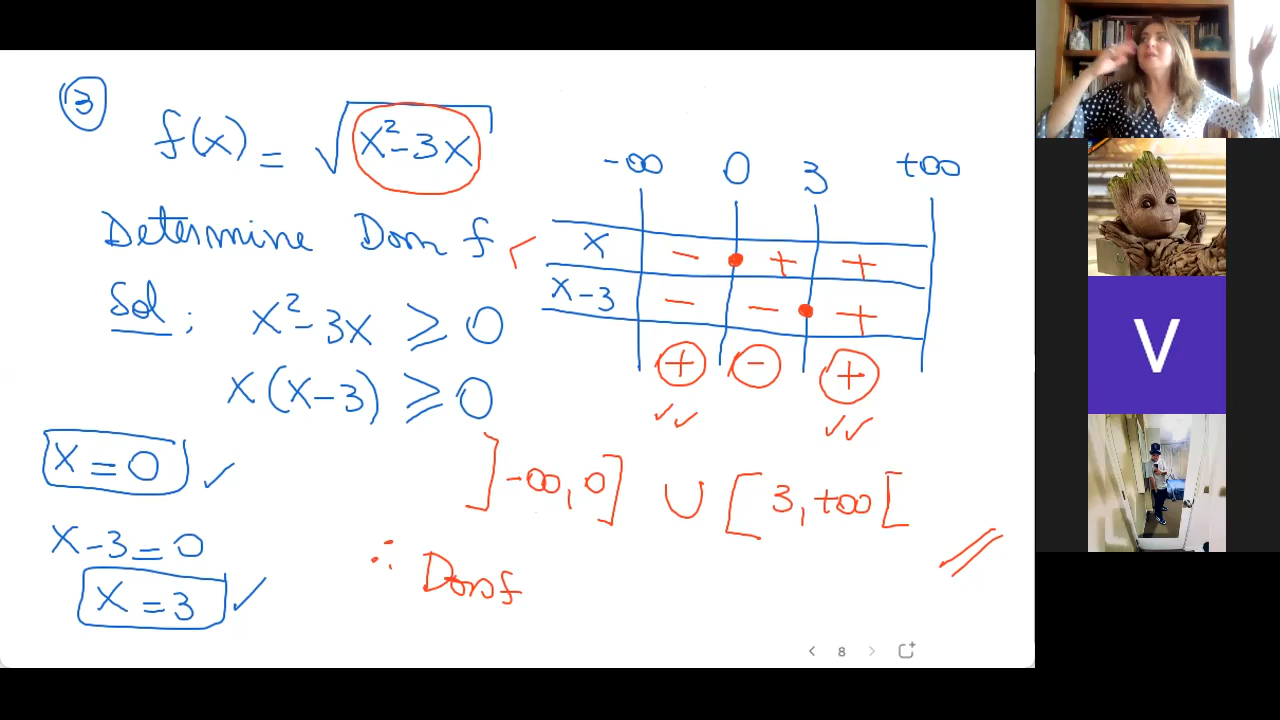 3
f(x) = √x²-3x
Determine Dom f
Sol: x²-3x ≥ 0
x(x-3) ≥ 0
x = 0 ✓
x-3=0
x = 3 ✓
-∞ 0 3 +∞
x - + +
x-3 - - +
+ - +
✓✓ ✓✓
]-∞, 0] ∪ [3, +∞[
∴ Dom f
< 8 >
V